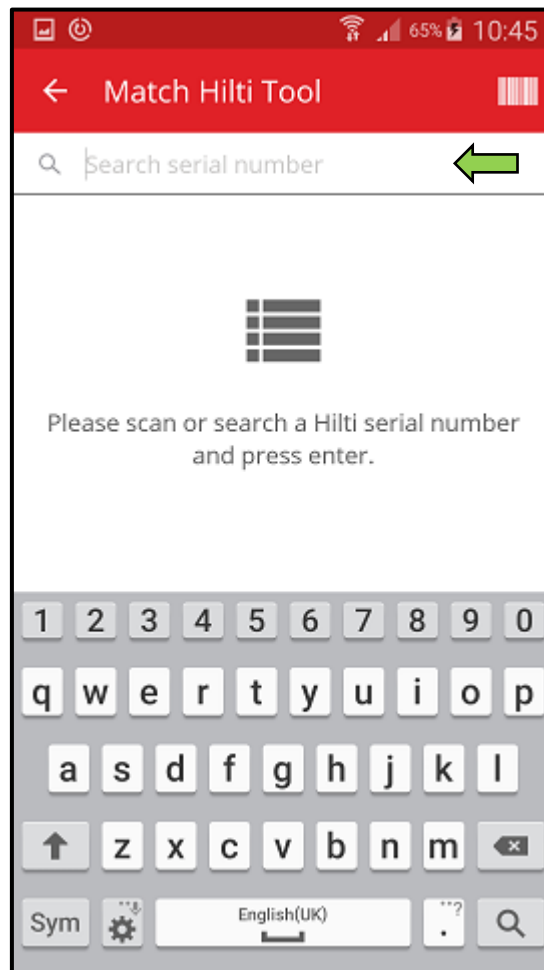 65% 10:45
Match Hilti Tool
Search serial number
Please scan or search a Hilti serial number
and press enter.
1 2 3 4 5 6 7 8 9 0
q w e r t y u i o p
a s d f g h j k l
z x c v b n m
Sym English(UK) . ?